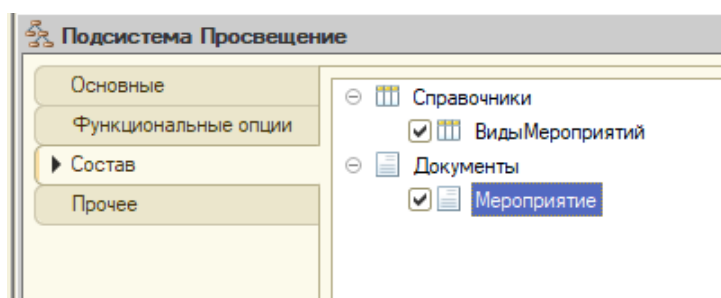 Подсистема Просвещение
Основные
Функциональные опции
Состав
Прочее
Справочники
ВидыМероприятий
Документы
Мероприятие